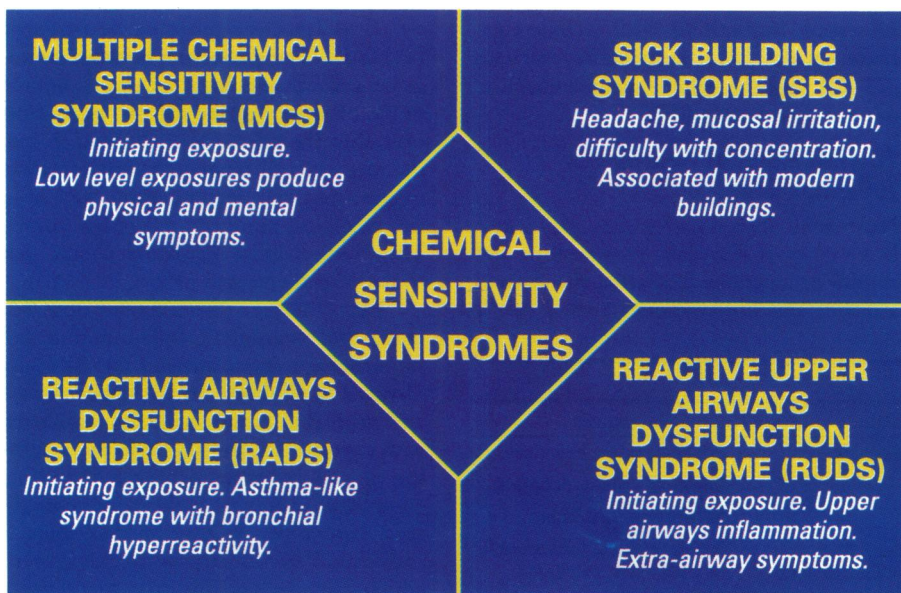 MULTIPLE CHEMICAL
SENSITIVITY
SYNDROME (MCS)
Initiating exposure.
Low level exposures produce
physical and mental
symptoms.
SICK BUILDING
SYNDROME (SBS)
Headache, mucosal irritation,
difficulty with concentration.
Associated with modern
buildings.
CHEMICAL
SENSITIVITY
SYNDROMES
REACTIVE AIRWAYS
DYSFUNCTION
SYNDROME (RADS)
Initiating exposure. Asthma-like
syndrome with bronchial
hyperreactivity.
REACTIVE UPPER
AIRWAYS
DYSFUNCTION
SYNDROME (RUDS)
Initiating exposure. Upper
airways inflammation.
Extra-airway symptoms.